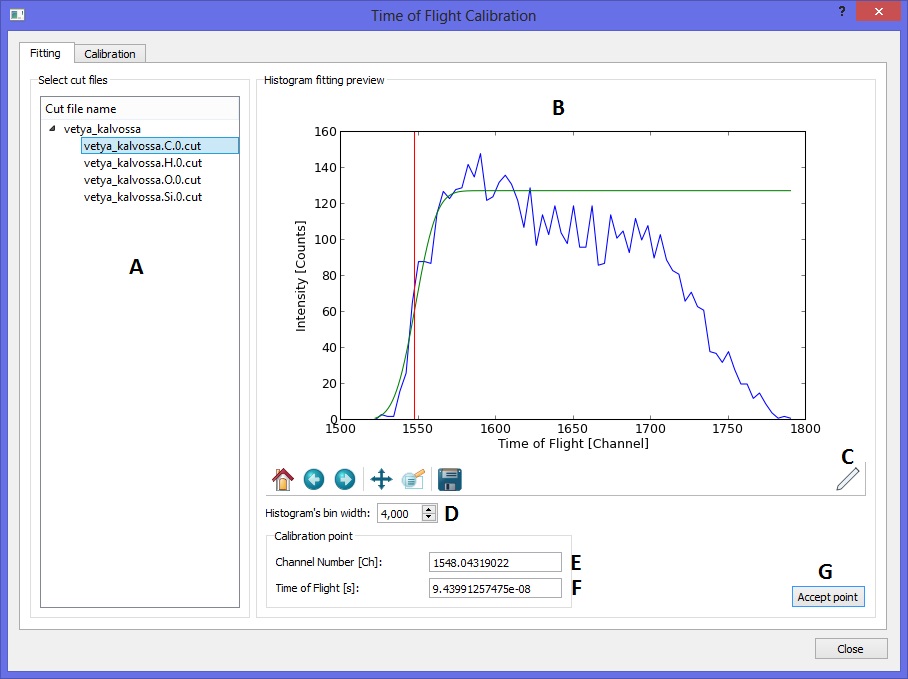 Time of Flight Calibration
?
Fitting
Calibration
Select cut files
Cut file name
vetya_kalvossa
vetya_kalvossa.C.0.cut
vetya_kalvossa.H.0.cut
vetya_kalvossa.O.0.cut
vetya_kalvossa.Si.0.cut
A
Histogram fitting preview
B
160
140
120
100
80
60
40
20
0
Intensity [Counts]
1500 1550 1600 1650 1700 1750 1800
Time of Flight [Channel]
C
Histogram's bin width: 4,000 D
Calibration point
Channel Number [Ch]: 1548.04319022 E
Time of Flight [s]: 9.43991257475e-08 F
G
Accept point
Close